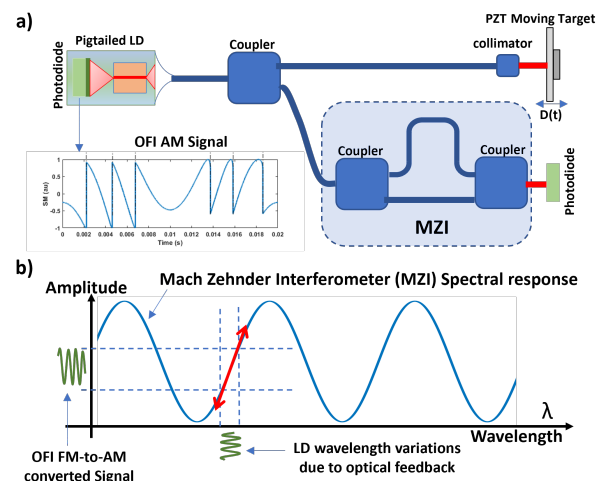 a)
PZT Moving Target
Pigtailed LD
Coupler
collimator
Photodiode
D(t)
OFI AM Signal
Coupler
Coupler
Photodiode
MZI
SM (au)
1
0.5
0
-0.5
-1
0 0.002 0.004 0.006 0.008 0.01 0.012 0.014 0.016 0.018 0.02
Time (s)
b)
Mach Zehnder Interferometer (MZI) Spectral response
Amplitude
λ
Wavelength
OFI FM-to-AM
converted Signal
LD wavelength variations
due to optical feedback